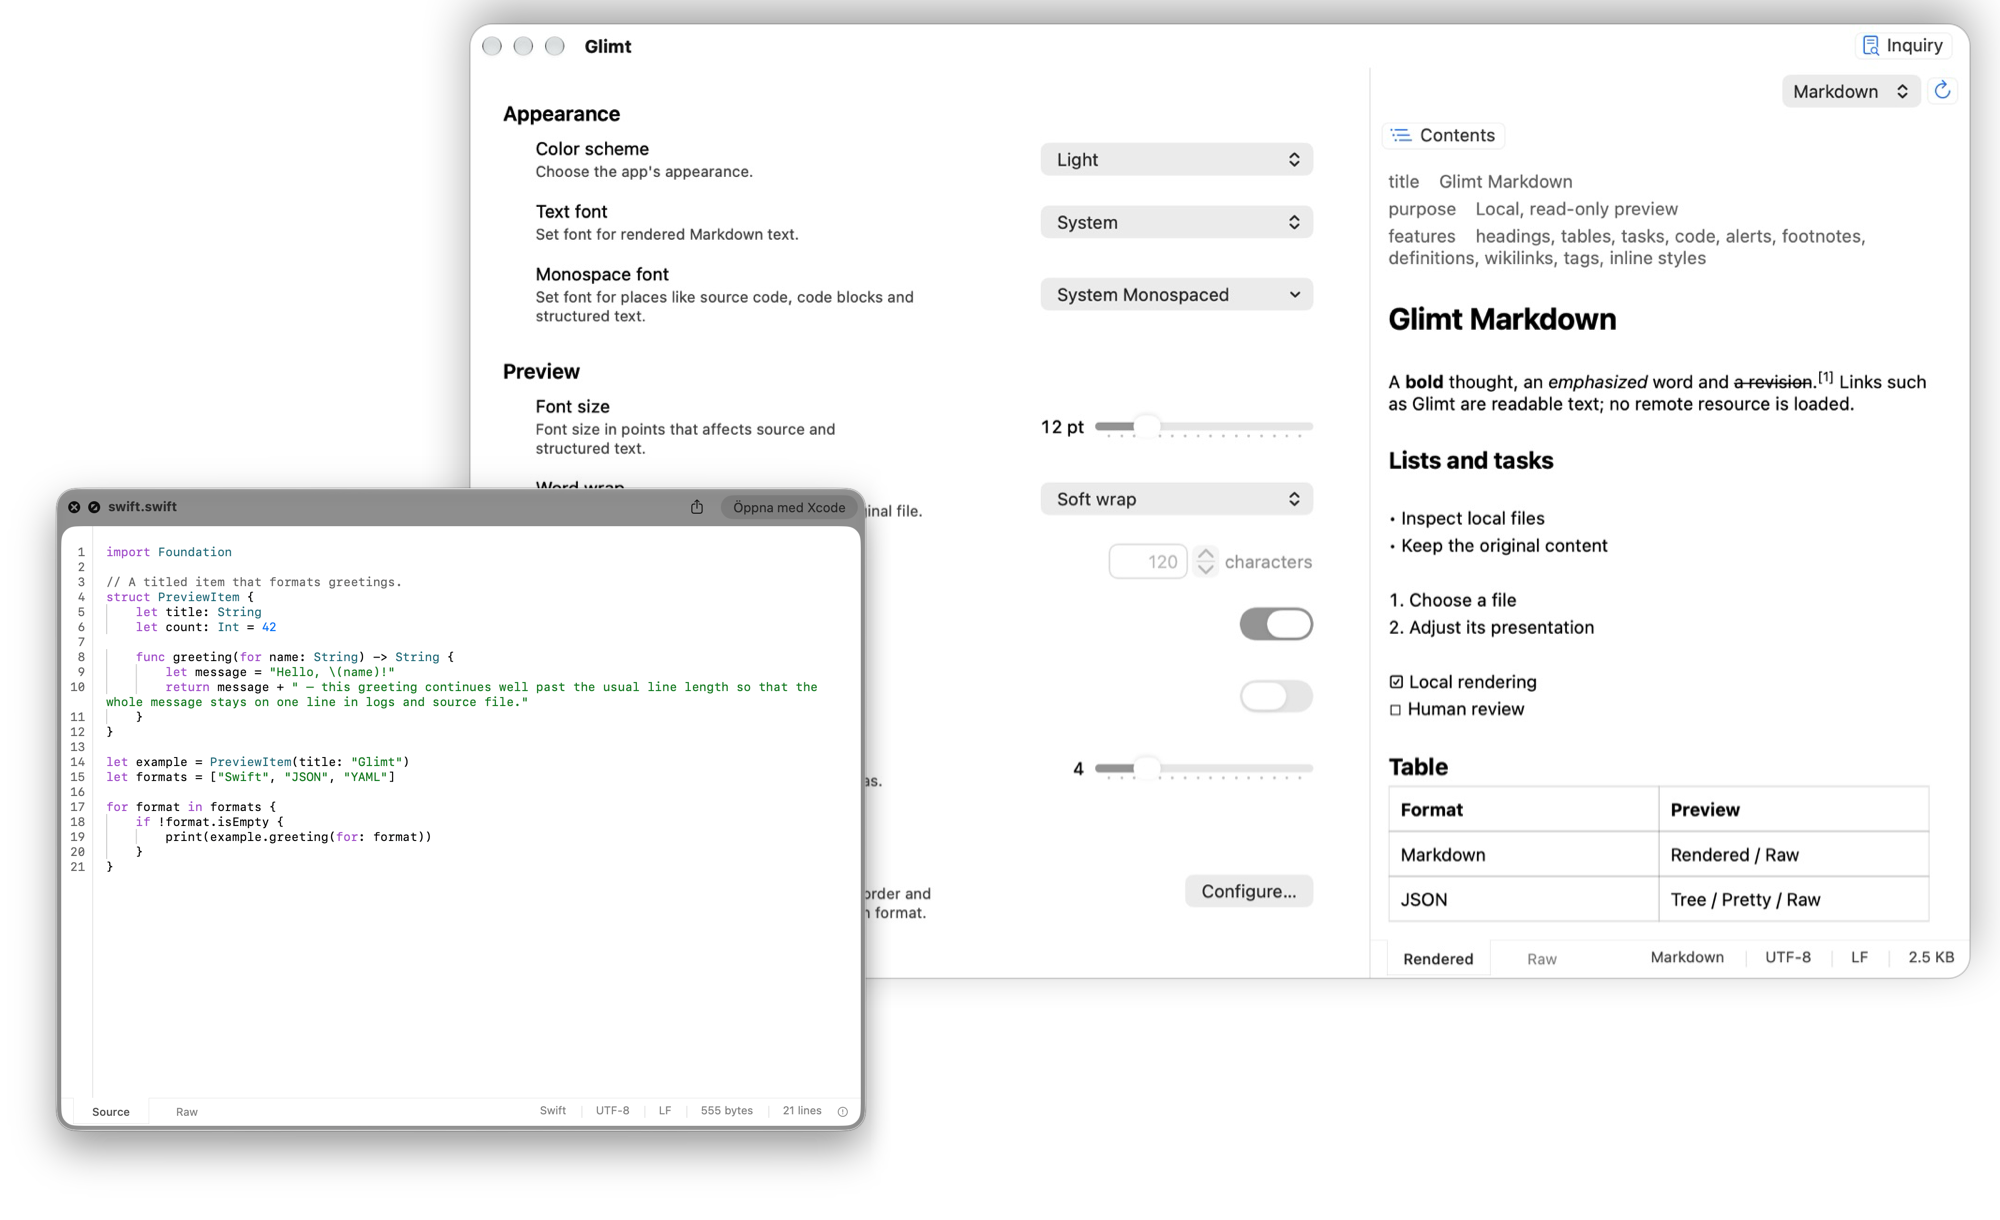 Glimt
Inquiry
Appearance
Color scheme
Choose the app's appearance.
Light
Text font
Set font for rendered Markdown text.
System
Monospace font
Set font for places like source code, code blocks and
structured text.
System Monospaced
Preview
Font size
Font size in points that affects source and
structured text.
12 pt
Word wrap
inal file.
Soft wrap
120 characters
4
as.
order and
format.
Configure...
Markdown
Contents
title Glimt Markdown
purpose Local, read-only preview
features headings, tables, tasks, code, alerts, footnotes,
definitions, wikilinks, tags, inline styles
Glimt Markdown
A bold thought, an emphasized word and a revision.[1] Links such
as Glimt are readable text; no remote resource is loaded.
Lists and tasks
• Inspect local files
• Keep the original content
1. Choose a file
2. Adjust its presentation
☑ Local rendering
☐ Human review
Table
Format Preview
Markdown Rendered / Raw
JSON Tree / Pretty / Raw
Rendered Raw Markdown UTF-8 LF 2.5 KB
swift.swift Öppna med Xcode
1 import Foundation
2
3 // A titled item that formats greetings.
4 struct PreviewItem {
5 let title: String
6 let count: Int = 42
7
8 func greeting(for name: String) -> String {
9 let message = "Hello, \(name)!"
10 return message + " — this greeting continues well past the usual line length so that the
whole message stays on one line in logs and source file."
11 }
12 }
13
14 let example = PreviewItem(title: "Glimt")
15 let formats = ["Swift", "JSON", "YAML"]
16
17 for format in formats {
18 if !format.isEmpty {
19 print(example.greeting(for: format))
20 }
21 }
Source Raw Swift UTF-8 LF 555 bytes 21 lines